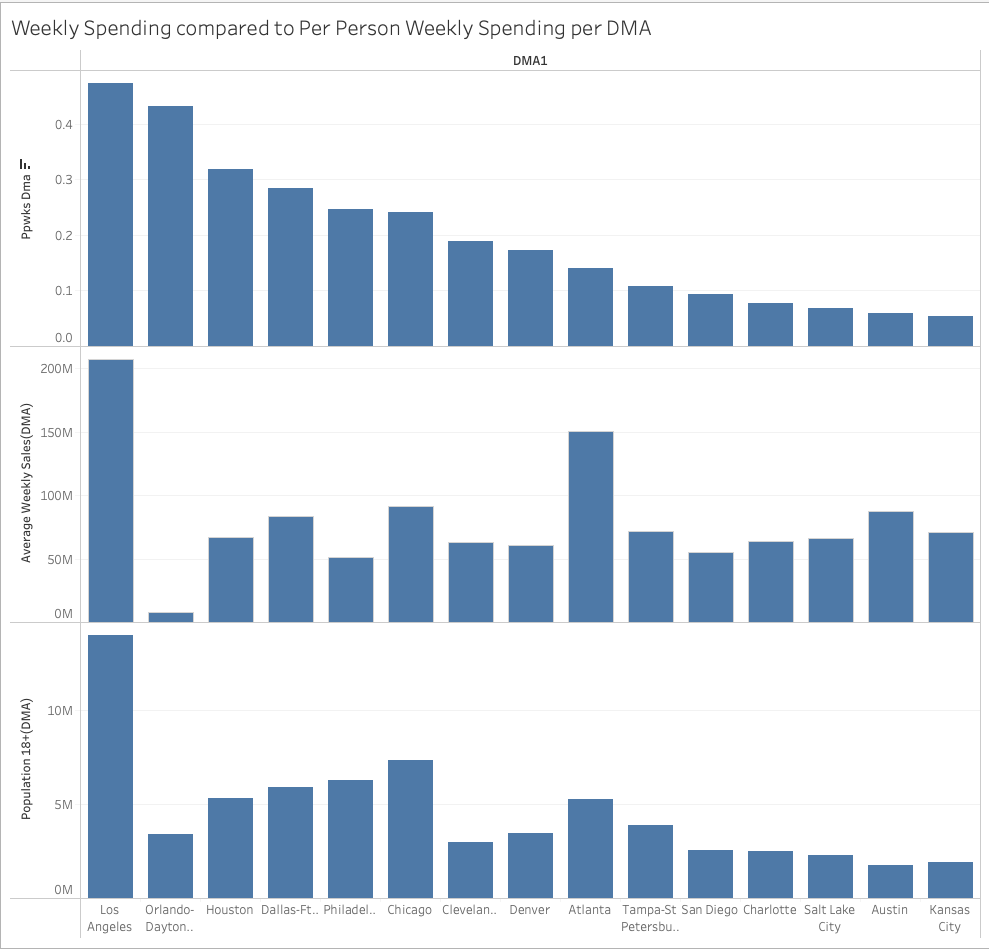 Weekly Spending compared to Per Person Weekly Spending per DMA
DMA1
Ppwks Dma
0.4
0.3
0.2
0.1
0.0
Average Weekly Sales(DMA)
200M
150M
100M
50M
0M
Population 18+(DMA)
10M
5M
0M
Los Angeles
Orlando-Dayton..
Houston
Dallas-Ft..
Philadel..
Chicago
Clevelan..
Denver
Atlanta
Tampa-St Petersbu..
San Diego
Charlotte
Salt Lake City
Austin
Kansas City